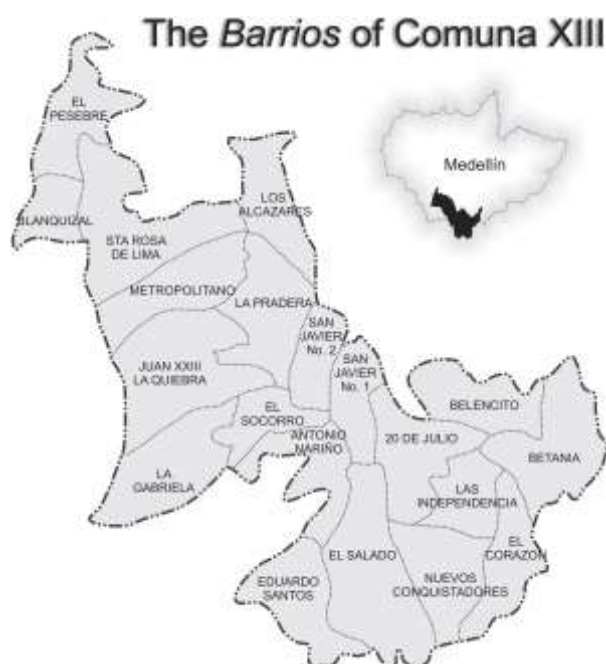 The Barrios of Comuna XIII
EL
PESEBRE
Medellín
LOS
ALCAZARES
BLANQUIZAL
STA ROSA
DE LIMA
METROPOLITANO
LA PRADERA
SAN
JAVIER
No. 2
SAN
JAVIER
No. 1
JUAN XXIII
LA QUIEBRA
BELENCITO
EL
SOCORRO
ANTONIO
NARIÑO
20 DE JULIO
BETANIA
LA
GABRIELA
LAS
INDEPENDENCIA
EL
CORAZON
EL SALADO
EDUARDO
SANTOS
NUEVOS
CONQUISTADORES